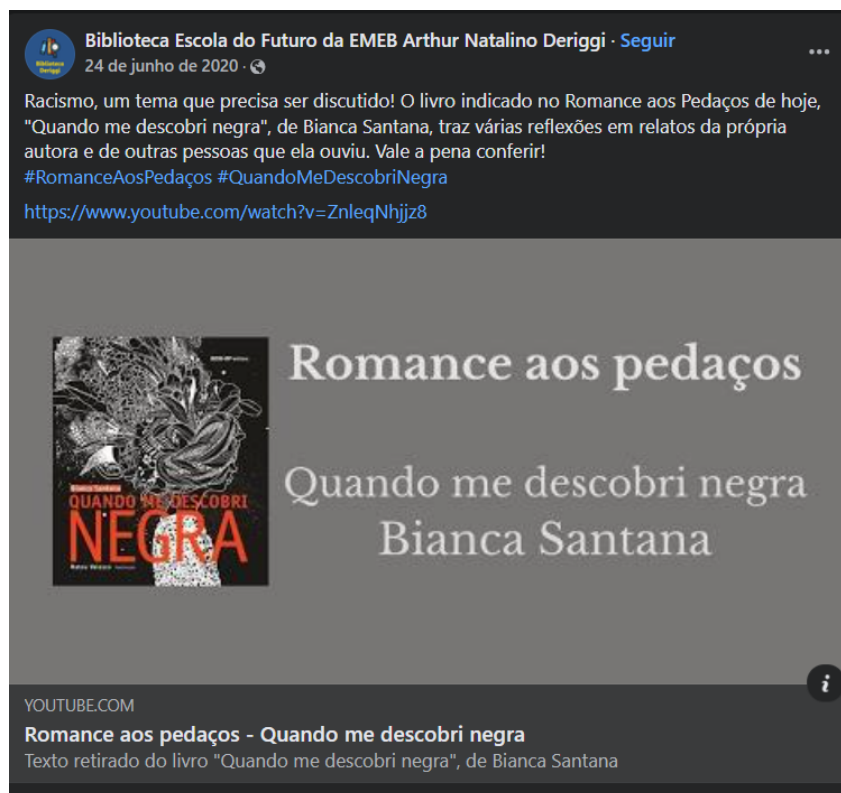 Biblioteca Escola do Futuro da EMEB Arthur Natalino Deriggi · Seguir
24 de junho de 2020 ·
Racismo, um tema que precisa ser discutido! O livro indicado no Romance aos Pedaços de hoje,
"Quando me descobri negra", de Bianca Santana, traz várias reflexões em relatos da própria
autora e de outras pessoas que ela ouviu. Vale a pena conferir!
#RomanceAosPedaços #QuandoMeDescobriNegra
https://www.youtube.com/watch?v=ZnleqNhjjz8
Bianca Santana
QUANDO ME DESCOBRI
NEGRA
Romance aos pedaços
Quando me descobri negra
Bianca Santana
YOUTUBE.COM
Romance aos pedaços - Quando me descobri negra
Texto retirado do livro "Quando me descobri negra", de Bianca Santana